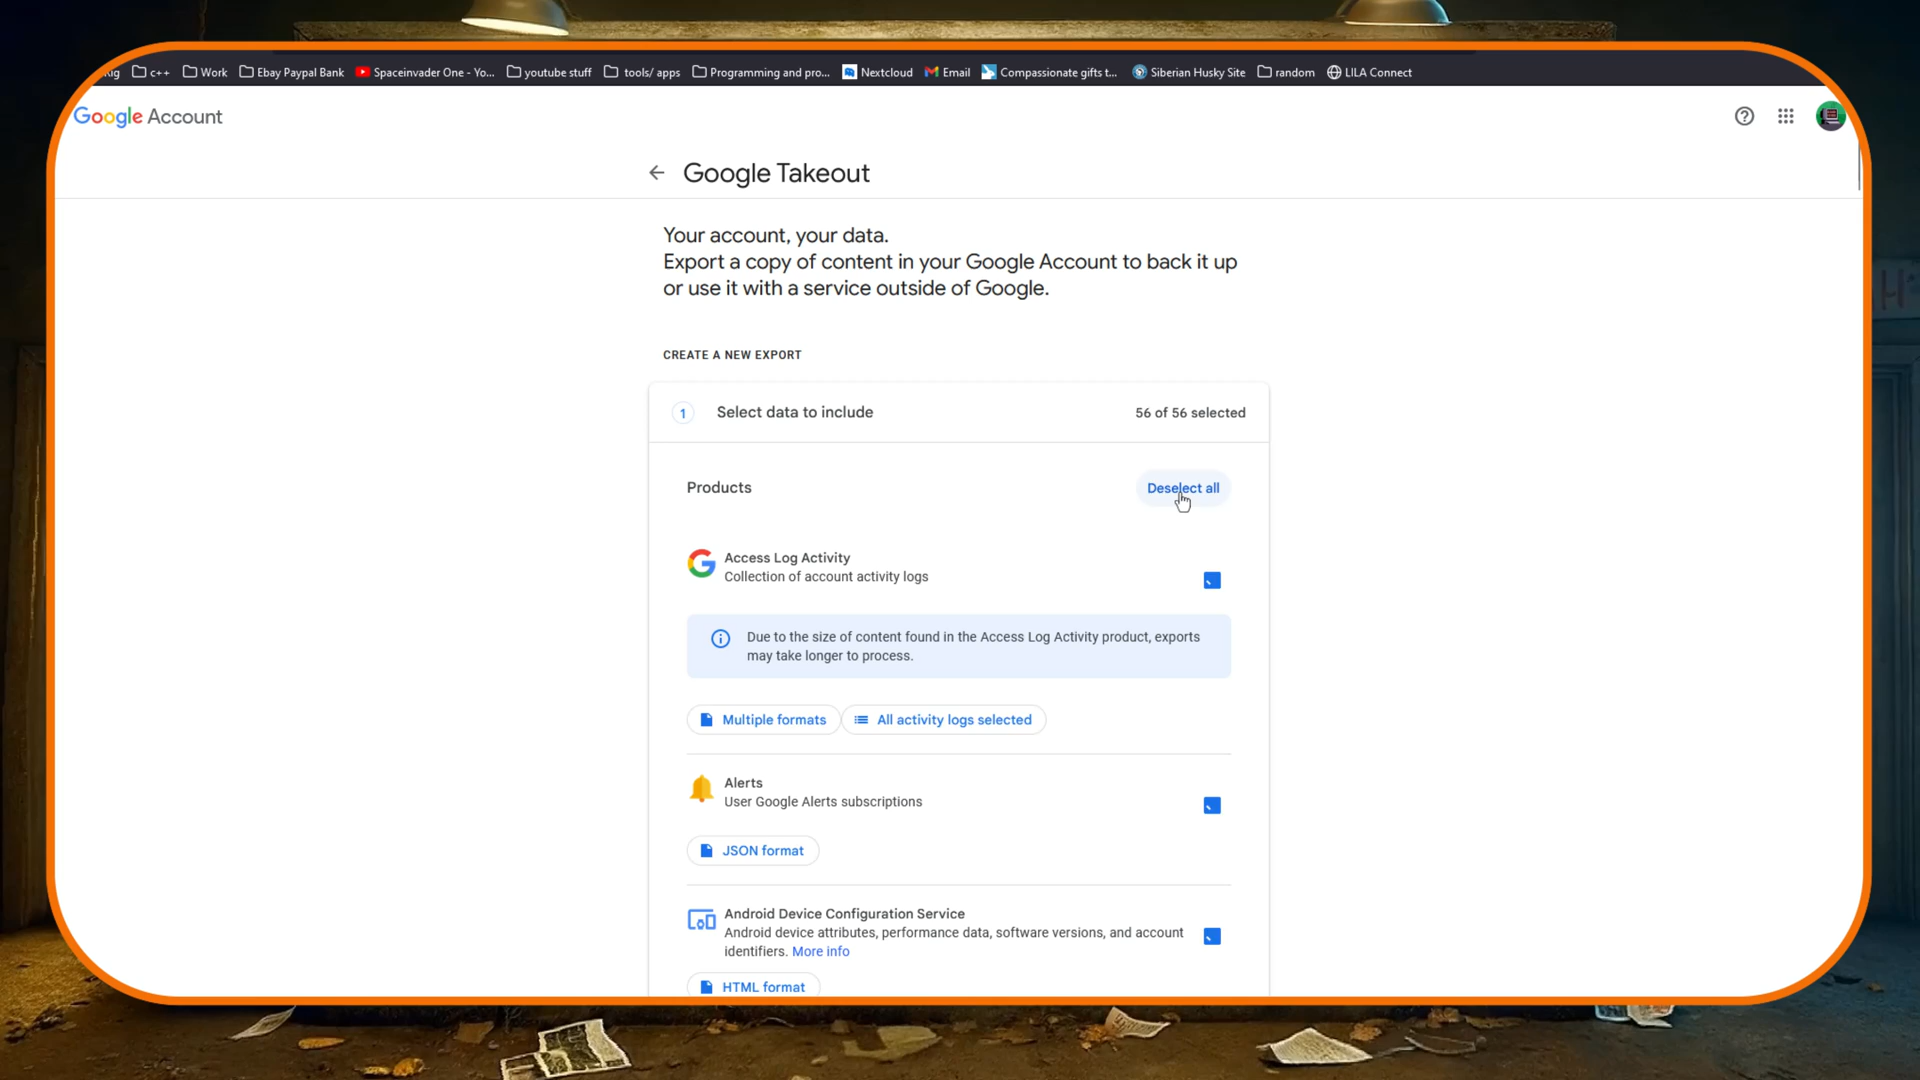 c++ Work Ebay Paypal Bank Spaceinvader One - Yo... youtube stuff tools/ apps Programming and pro... Nextcloud Email Compassionate gifts t... Siberian Husky Site random LILA Connect
Google Account
Google Takeout
Your account, your data.
Export a copy of content in your Google Account to back it up
or use it with a service outside of Google.
CREATE A NEW EXPORT
1 Select data to include 56 of 56 selected
Products Deselect all
Access Log Activity
Collection of account activity logs
Due to the size of content found in the Access Log Activity product, exports
may take longer to process.
Multiple formats All activity logs selected
Alerts
User Google Alerts subscriptions
JSON format
Android Device Configuration Service
Android device attributes, performance data, software versions, and account
identifiers. More info
HTML format